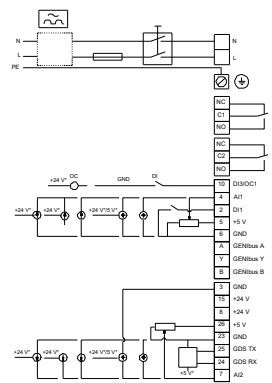 N
N
L
L
PE
NC
C1
NO
NC
C2
NO
+24 V* OC GND DI 10 DI3/OC1
4 AI1
+24 V* +24 V* +24 V*/5 V* 2 DI1
5 +5 V
6 GND
A GENIbus A
Y GENIbus Y
B GENIbus B
3 GND
15 +24 V
8 +24 V
26 +5 V
23 GND
+24 V* +24 V* +24 V*/5 V* 25 GDS TX
24 GDS RX
+5 V* 7 AI2